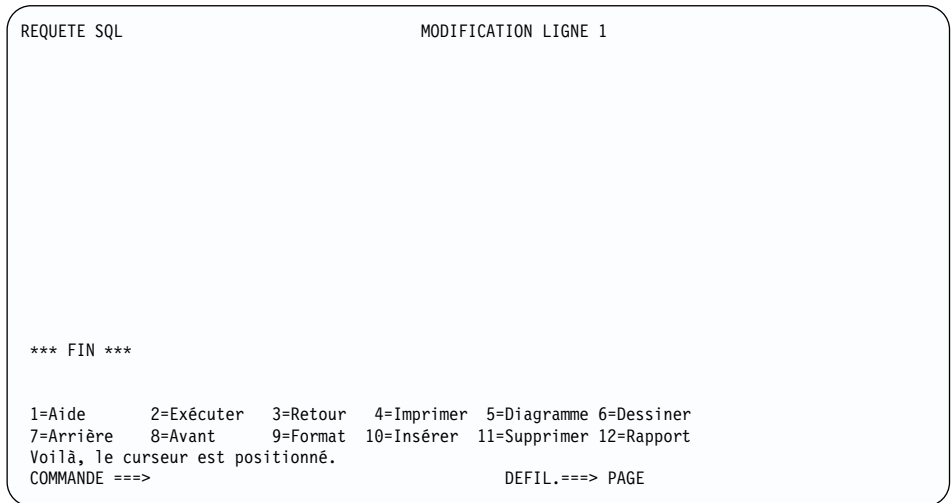 REQUETE SQL MODIFICATION LIGNE 1
*** FIN ***
1=Aide 2=Exécuter 3=Retour 4=Imprimer 5=Diagramme 6=Dessiner
7=Arrière 8=Avant 9=Format 10=Insérer 11=Supprimer 12=Rapport
Voilà, le curseur est positionné.
COMMANDE ===> DEFIL.===> PAGE